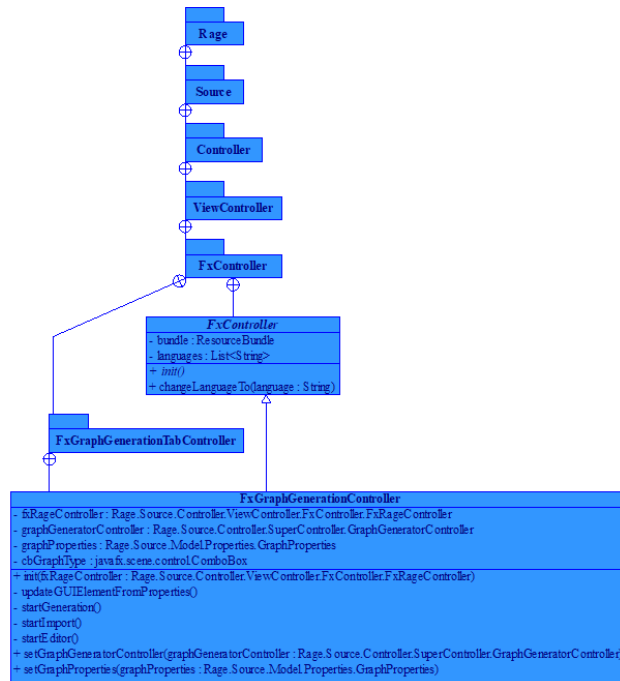 Rage
Source
Controller
ViewController
FxController
FxController
- bundle : ResourceBundle
- languages : List<String>
+ init()
+ changeLanguageTo(language : String)
FxGraphGenerationTabController
FxGraphGenerationController
- fxRageController : Rage.Source.Controller.ViewController.FxController.FxRageController
- graphGeneratorController : Rage.Source.Controller.SuperController.GraphGeneratorController
- graphProperties : Rage.Source.Model.Properties.GraphProperties
- cbGraphType : javafx.scene.control.ComboBox
+ init(fxRageController : Rage.Source.Controller.ViewController.FxController.FxRageController)
- updateGUIElementFromProperties()
- startGeneration()
- startImport()
- startEditor()
+ setGraphGeneratorController(graphGeneratorController : Rage.Source.Controller.SuperController.GraphGeneratorController)
+ setGraphProperties(graphProperties : Rage.Source.Model.Properties.GraphProperties)